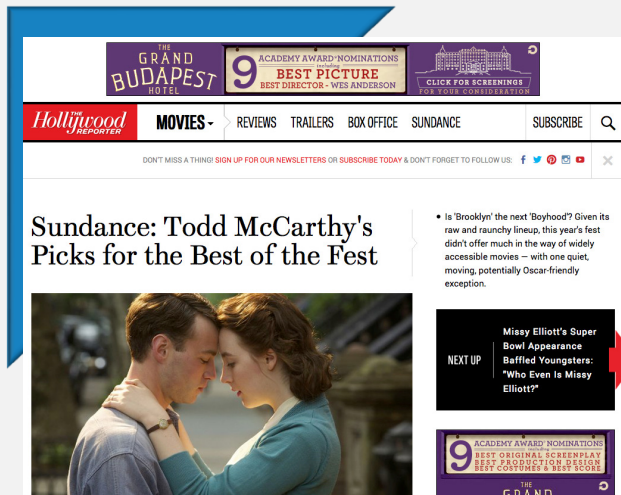 THE
GRAND
BUDAPEST
HOTEL
9 ACADEMY AWARD® NOMINATIONS
including
BEST PICTURE
BEST DIRECTOR - WES ANDERSON
CLICK FOR SCREENINGS
FOR YOUR CONSIDERATION
THE
Hollywood
REPORTER
MOVIES
REVIEWS TRAILERS BOX OFFICE SUNDANCE SUBSCRIBE
DON'T MISS A THING! SIGN UP FOR OUR NEWSLETTERS OR SUBSCRIBE TODAY & DON'T FORGET TO FOLLOW US:
Sundance: Todd McCarthy's
Picks for the Best of the Fest
• Is 'Brooklyn' the next 'Boyhood'? Given its
raw and raunchy lineup, this year's fest
didn't offer much in the way of widely
accessible movies — with one quiet,
moving, potentially Oscar-friendly
exception.
NEXT UP
Missy Elliott's Super
Bowl Appearance
Baffled Youngsters:
"Who Even Is Missy
Elliott?"
9 ACADEMY AWARD® NOMINATIONS
including
BEST ORIGINAL SCREENPLAY
BEST PRODUCTION DESIGN
BEST COSTUMES & BEST SCORE
THE
GRAND